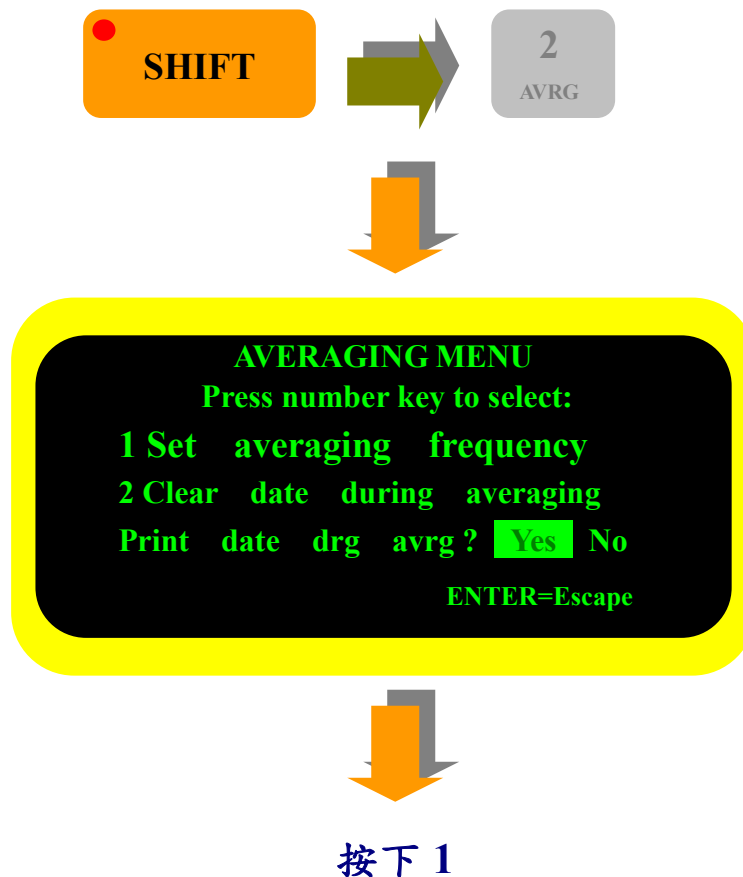 SHIFT
2
AVRG
AVERAGING MENU
Press number key to select:
1 Set averaging frequency
2 Clear date during averaging
Print date drg avrg ? Yes No
ENTER=Escape
按下 1